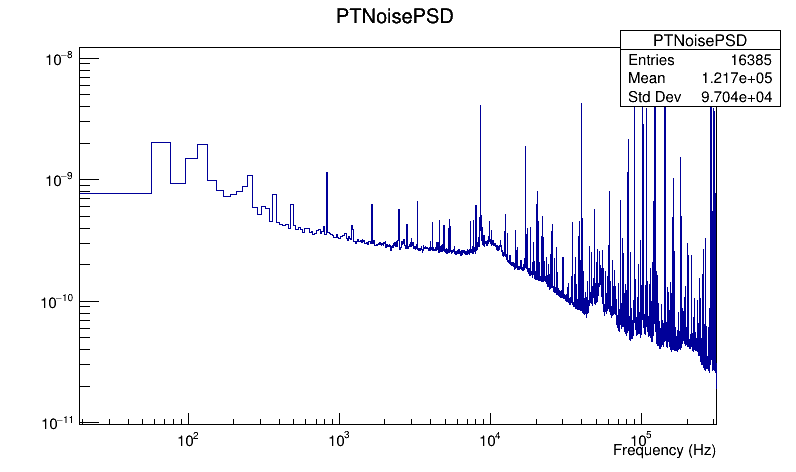 PTNoisePSD
PTNoisePSD
Entries 16385
Mean 1.217e+05
Std Dev 9.704e+04
10⁻⁸
10⁻⁹
10⁻¹⁰
10⁻¹¹
10² 10³ 10⁴ 10⁵
Frequency (Hz)